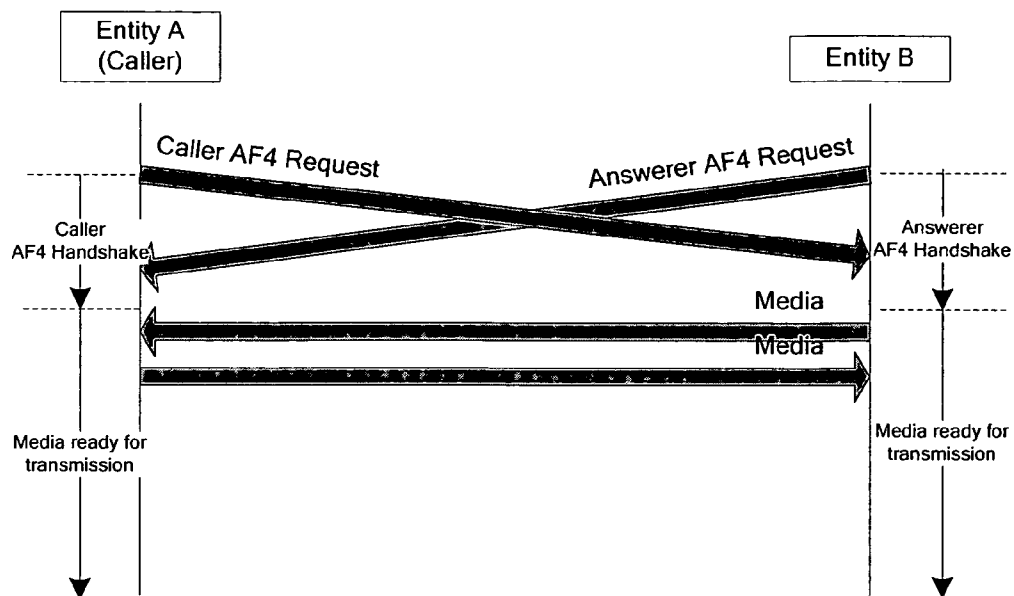 Entity A
(Caller)
Entity B
Caller AF4 Request
Answerer AF4 Request
Caller
AF4 Handshake
Answerer
AF4 Handshake
Media
Media
Media ready for
transmission
Media ready for
transmission